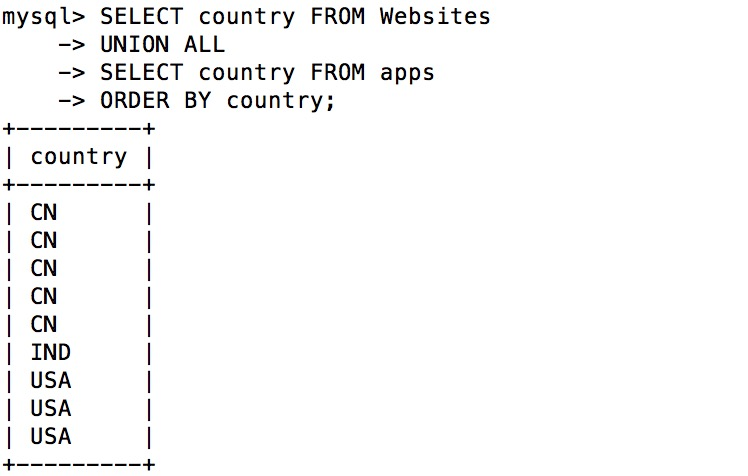 mysql> SELECT country FROM Websites
    -> UNION ALL
    -> SELECT country FROM apps
    -> ORDER BY country;
+---------+
| country |
+---------+
| CN      |
| CN      |
| CN      |
| CN      |
| CN      |
| IND     |
| USA     |
| USA     |
| USA     |
+---------+